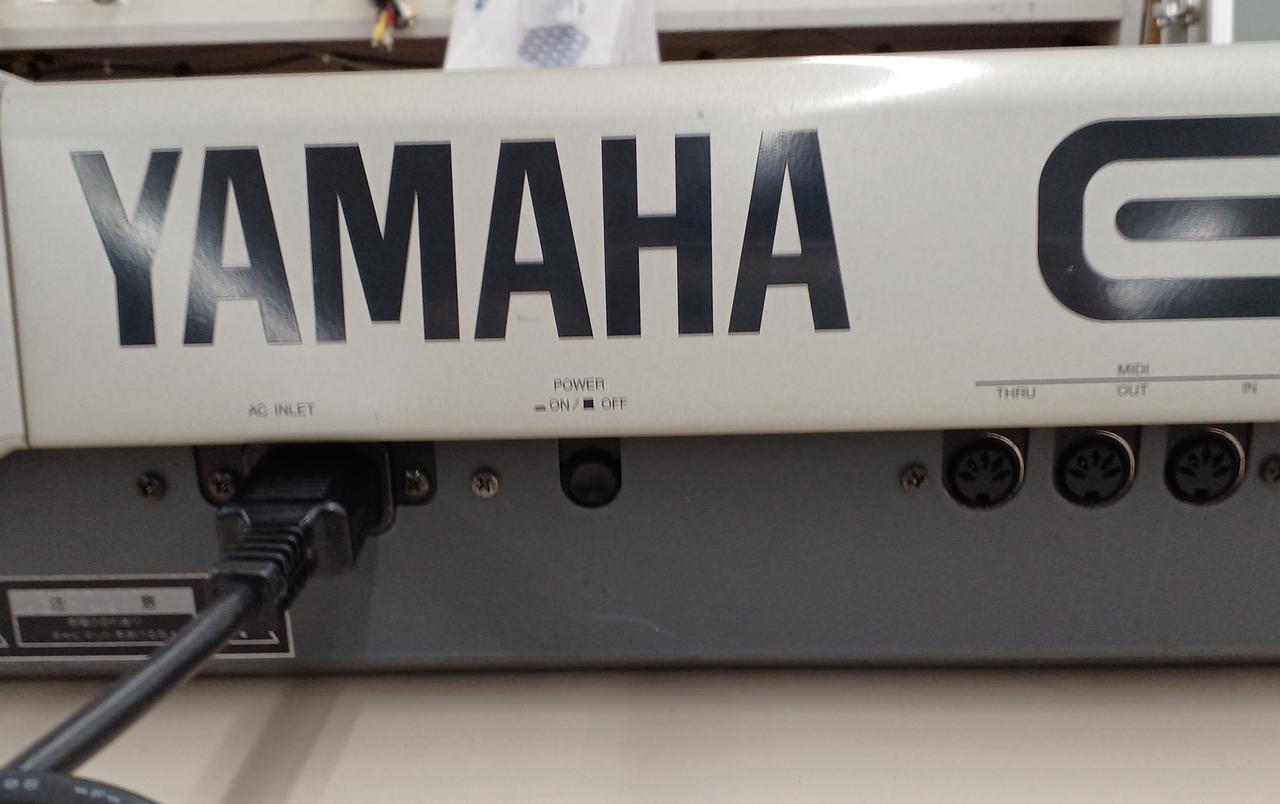 YAMAHA
AC INLET
POWER
ON / OFF
MIDI
THRU OUT IN
注 意